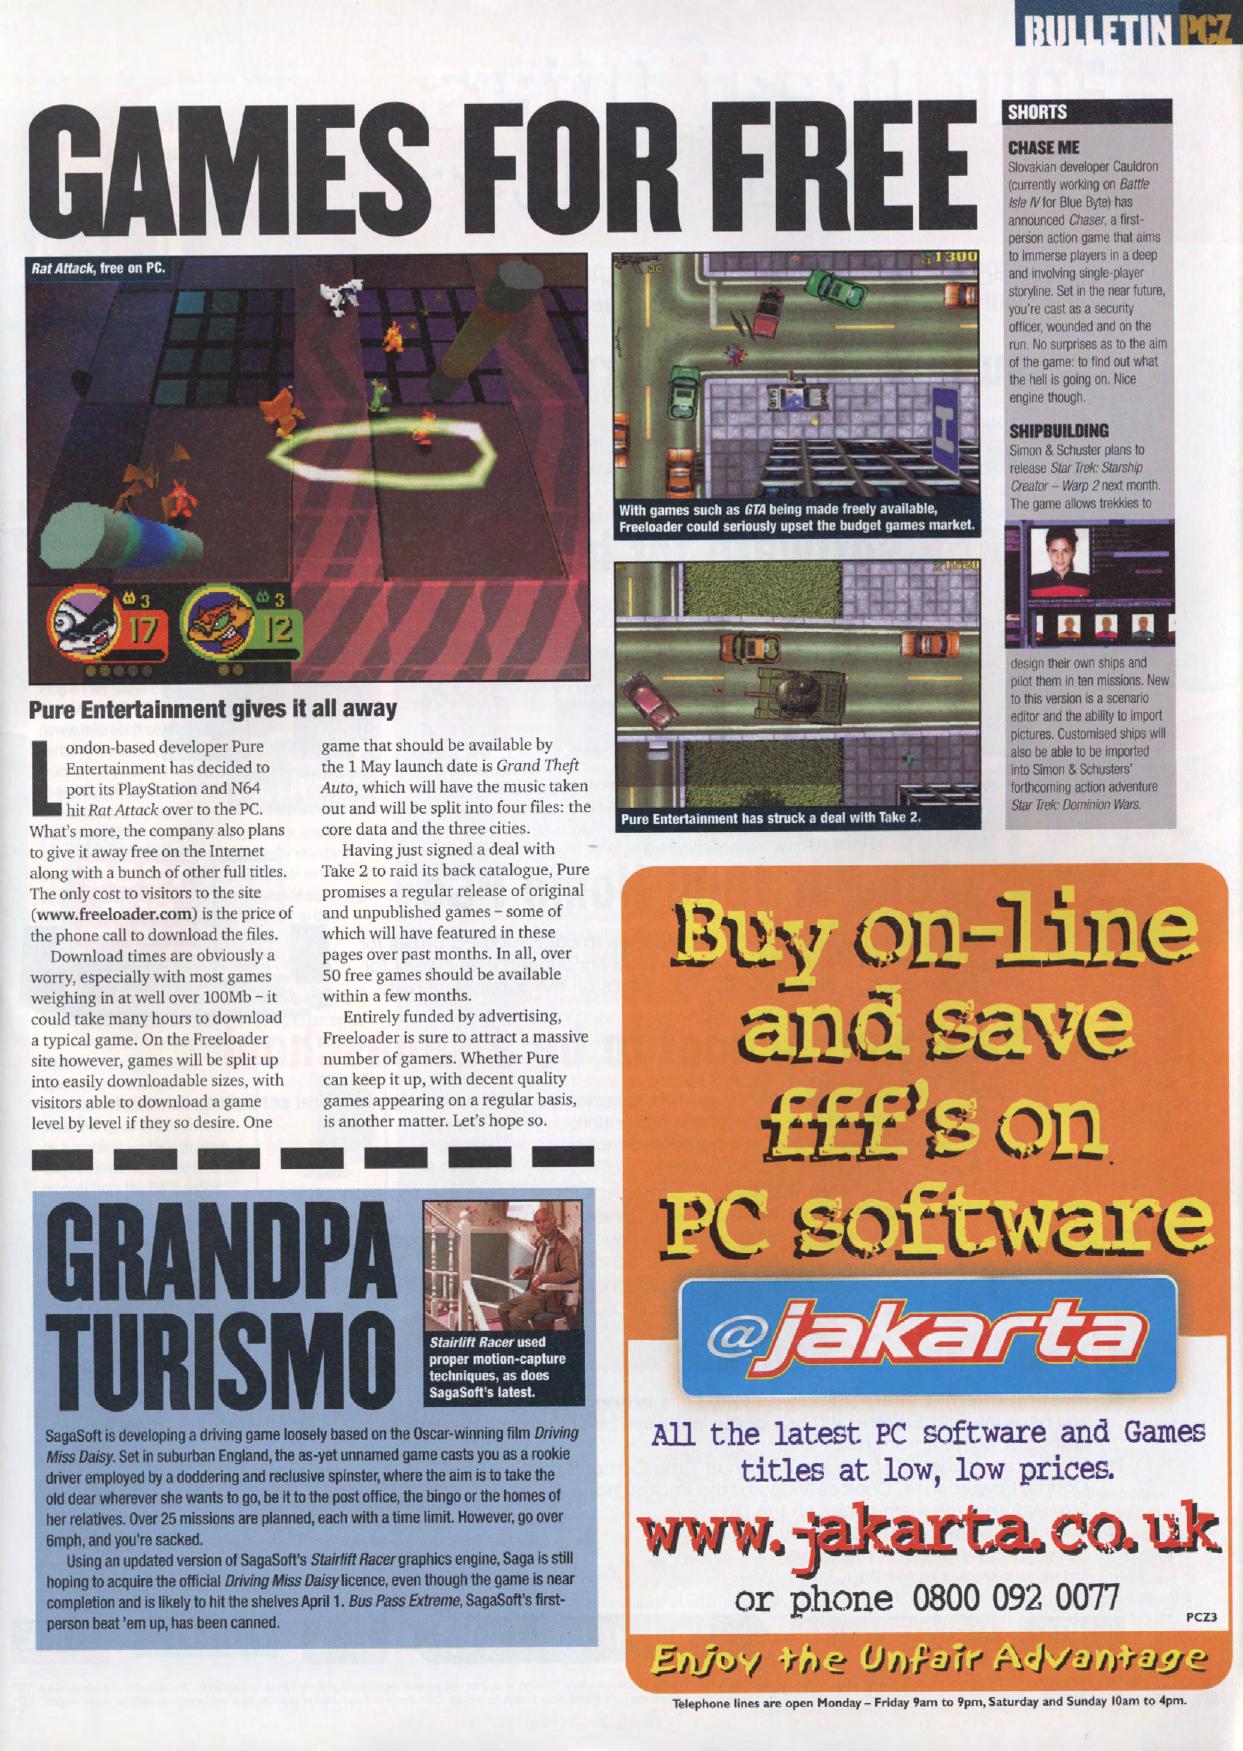 BULLETIN PCZ
GAMES FOR FREE
Rat Attack, free on PC.
3
17
3
12
20
1300
H
With games such as GTA being made freely available,
Freeloader could seriously upset the budget games market.
1520
Pure Entertainment has struck a deal with Take 2.
Pure Entertainment gives it all away
London-based developer Pure
Entertainment has decided to
port its PlayStation and N64
hit Rat Attack over to the PC.
What's more, the company also plans
to give it away free on the Internet
along with a bunch of other full titles.
The only cost to visitors to the site
(www.freeloader.com) is the price of
the phone call to download the files.
Download times are obviously a
worry, especially with most games
weighing in at well over 100Mb – it
could take many hours to download
a typical game. On the Freeloader
site however, games will be split up
into easily downloadable sizes, with
visitors able to download a game
level by level if they so desire. One
game that should be available by
the 1 May launch date is Grand Theft
Auto, which will have the music taken
out and will be split into four files: the
core data and the three cities.
Having just signed a deal with
Take 2 to raid its back catalogue, Pure
promises a regular release of original
and unpublished games – some of
which will have featured in these
pages over past months. In all, over
50 free games should be available
within a few months.
Entirely funded by advertising,
Freeloader is sure to attract a massive
number of gamers. Whether Pure
can keep it up, with decent quality
games appearing on a regular basis,
is another matter. Let's hope so.
SHORTS
CHASE ME
Slovakian developer Cauldron
(currently working on Battle
Isle IV for Blue Byte) has
announced Chaser, a first-
person action game that aims
to immerse players in a deep
and involving single-player
storyline. Set in the near future,
you're cast as a security
officer, wounded and on the
run. No surprises as to the aim
of the game: to find out what
the hell is going on. Nice
engine though.
SHIPBUILDING
Simon & Schuster plans to
release Star Trek: Starship
Creator – Warp 2 next month.
The game allows trekkies to
design their own ships and
pilot them in ten missions. New
to this version is a scenario
editor and the ability to import
pictures. Customised ships will
also be able to be imported
into Simon & Schusters'
forthcoming action adventure
Star Trek: Dominion Wars.
GRANDPA
TURISMO
Stairlift Racer used
proper motion-capture
techniques, as does
SagaSoft's latest.
SagaSoft is developing a driving game loosely based on the Oscar-winning film Driving
Miss Daisy. Set in suburban England, the as-yet unnamed game casts you as a rookie
driver employed by a doddering and reclusive spinster, where the aim is to take the
old dear wherever she wants to go, be it to the post office, the bingo or the homes of
her relatives. Over 25 missions are planned, each with a time limit. However, go over
6mph, and you're sacked.
Using an updated version of SagaSoft's Stairlift Racer graphics engine, Saga is still
hoping to acquire the official Driving Miss Daisy licence, even though the game is near
completion and is likely to hit the shelves April 1. Bus Pass Extreme, SagaSoft's first-
person beat 'em up, has been canned.
Buy on-line
and save
£££'s on
PC software
@jakarta
All the latest PC software and Games
titles at low, low prices.
www.jakarta.co.uk
or phone 0800 092 0077
PCZ3
Enjoy the Unfair Advantage
Telephone lines are open Monday – Friday 9am to 9pm, Saturday and Sunday 10am to 4pm.